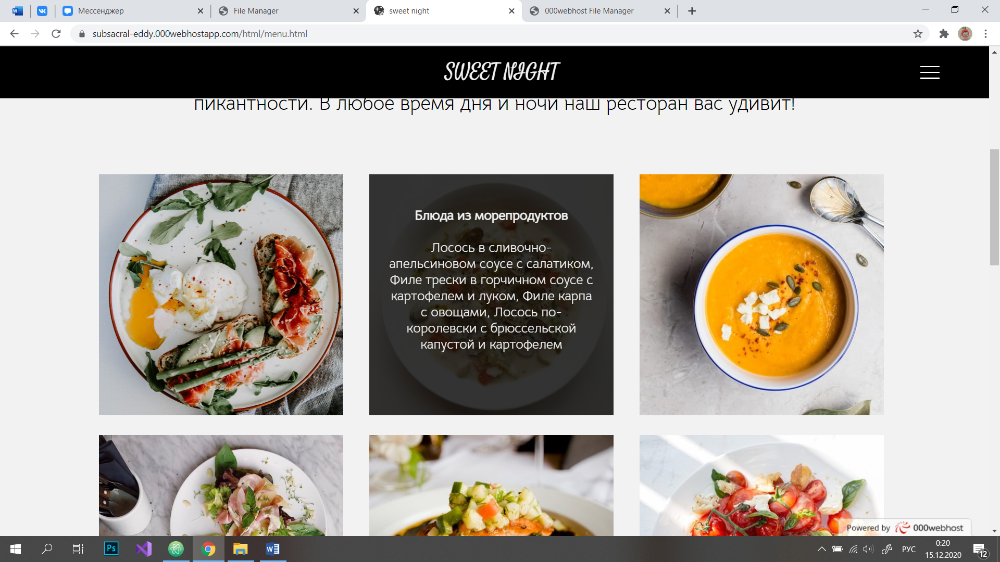 Мессенджер
File Manager
sweet night
000webhost File Manager
subsacral-eddy.000webhostapp.com/html/menu.html
SWEET NIGHT
пикантности. В любое время дня и ночи наш ресторан вас удивит!
Блюда из морепродуктов
Лосось в сливочно-
апельсиновом соусе с салатиком,
Филе трески в горчичном соусе с
картофелем и луком, Филе карпа
с овощами, Лосось по-
королевски с брюссельской
капустой и картофелем
Powered by 000webhost
Ps
РУС
0:20
15.12.2020
12